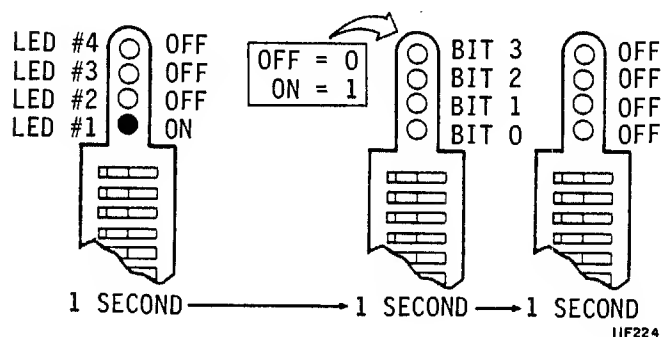 LED #4 OFF
LED #3 OFF
LED #2 OFF
LED #1 ON
OFF = 0
ON = 1
BIT 3
BIT 2
BIT 1
BIT 0
OFF
OFF
OFF
OFF
1 SECOND 1 SECOND 1 SECOND
IIF224